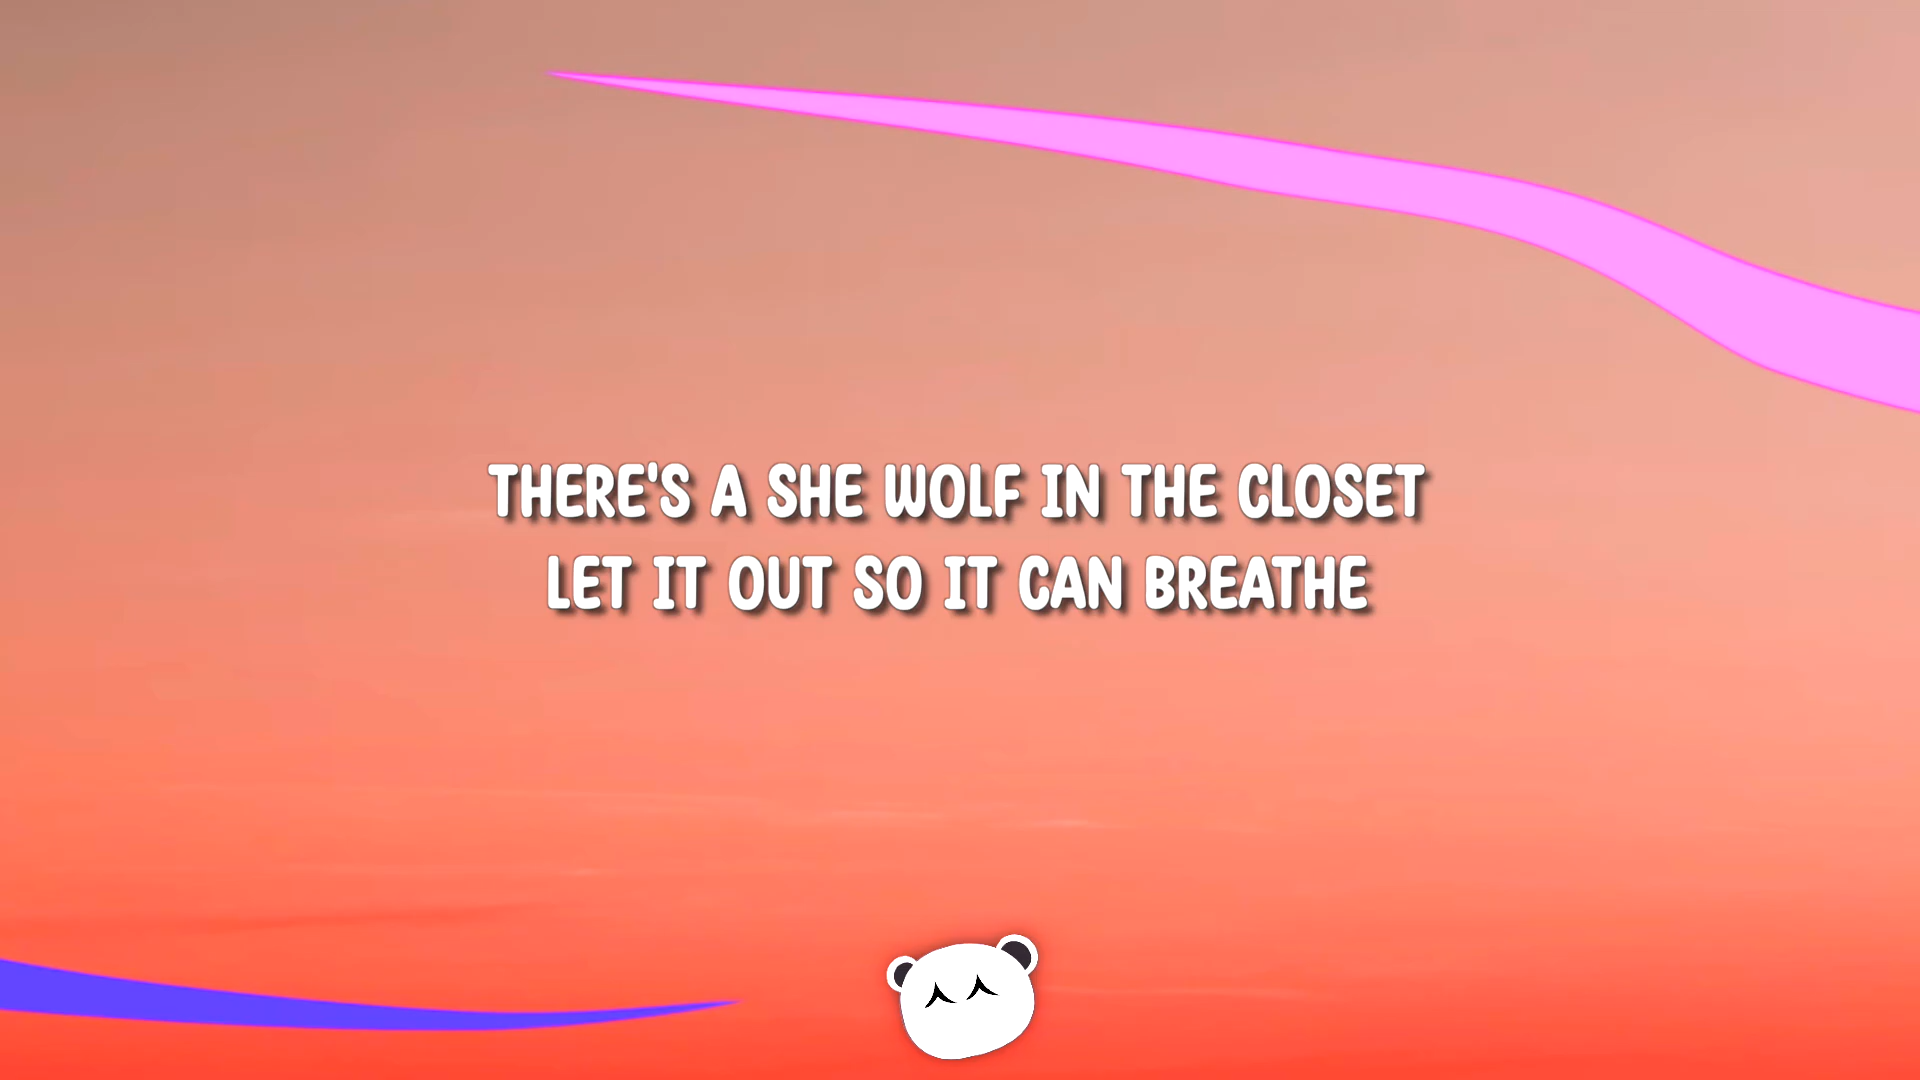 THERE'S A SHE WOLF IN THE CLOSET
LET IT OUT SO IT CAN BREATHE